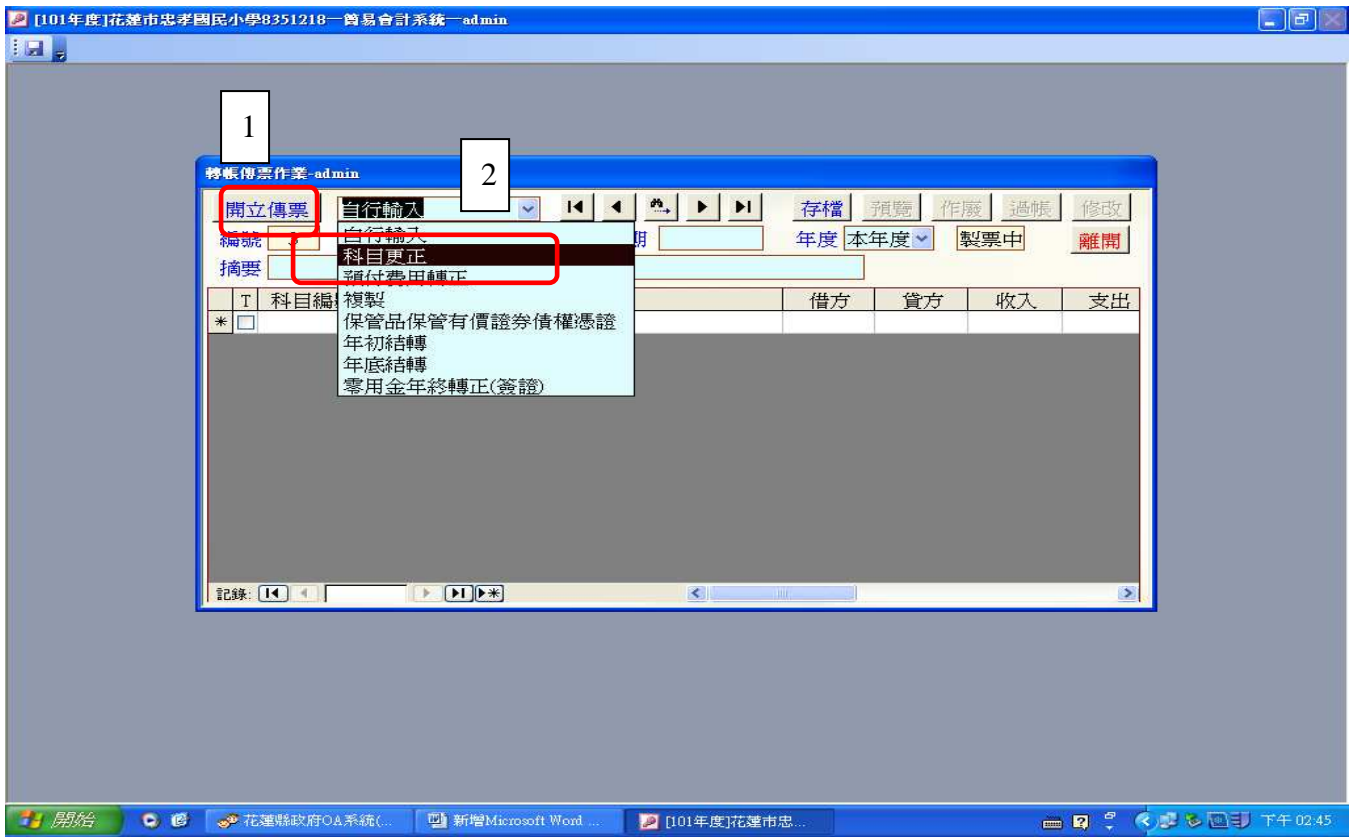 [101年度]花蓮市忠孝國民小學8351218—簡易會計系統—admin
1
2
轉帳傳票作業-admin
開立傳票 自行輸入 存檔 預覽 作廢 過帳 修改
編號 3 期 年度 本年度 製票中 離開
摘要
自行輸入
科目更正
預付費用轉正
複製
保管品保管有價證券債權憑證
年初結轉
年底結轉
零用金年終轉正(簽證)
T 科目編 借方 貸方 收入 支出
記錄:
開始 花蓮縣政府OA系統(... 新增Microsoft Word ... [101年度]花蓮市忠... 下午 02:45